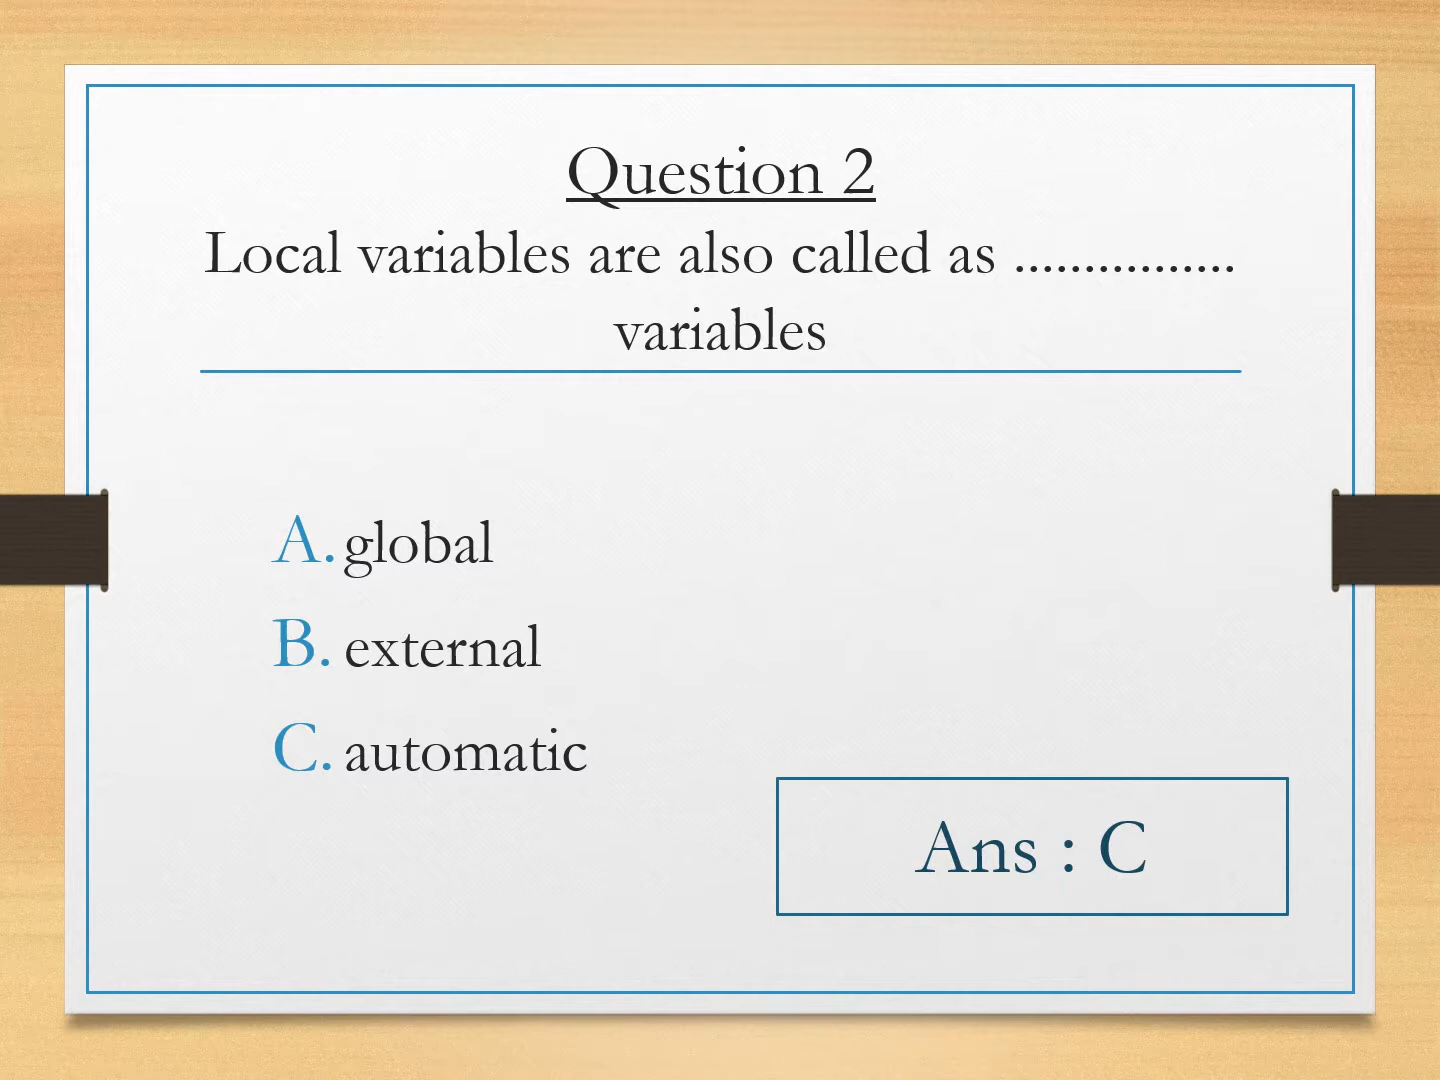 Question 2
Local variables are also called as ................
variables
A. global
B. external
C. automatic
Ans : C